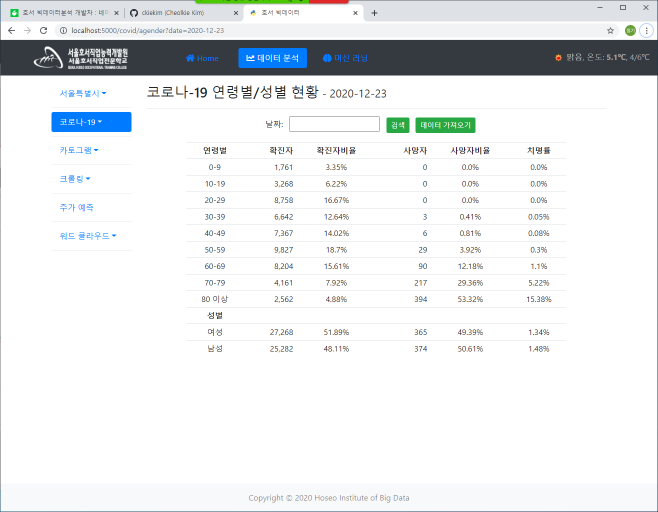 호서 빅데이터분석 개발자 : 네이
ckiekim (Cheolkie Kim)
호서 빅데이터
localhost:5000/covid/agender?date=2020-12-23
서울호서직업능력개발원
서울호서직업전문학교
Home
데이터 분석
머신 러닝
맑음, 온도: 5.1℃, 4/6℃
서울특별시
코로나-19
카토그램
크롤링
주가 예측
워드 클라우드
코로나-19 연령별/성별 현황 - 2020-12-23
날짜: 검색 데이터 가져오기
연령별 확진자 확진자비율 사망자 사망자비율 치명률
0-9 1,761 3.35% 0 0.0% 0.0%
10-19 3,268 6.22% 0 0.0% 0.0%
20-29 8,758 16.67% 0 0.0% 0.0%
30-39 6,642 12.64% 3 0.41% 0.05%
40-49 7,367 14.02% 6 0.81% 0.08%
50-59 9,827 18.7% 29 3.92% 0.3%
60-69 8,204 15.61% 90 12.18% 1.1%
70-79 4,161 7.92% 217 29.36% 5.22%
80 이상 2,562 4.88% 394 53.32% 15.38%
성별
여성 27,268 51.89% 365 49.39% 1.34%
남성 25,282 48.11% 374 50.61% 1.48%
Copyright © 2020 Hoseo Institute of Big Data